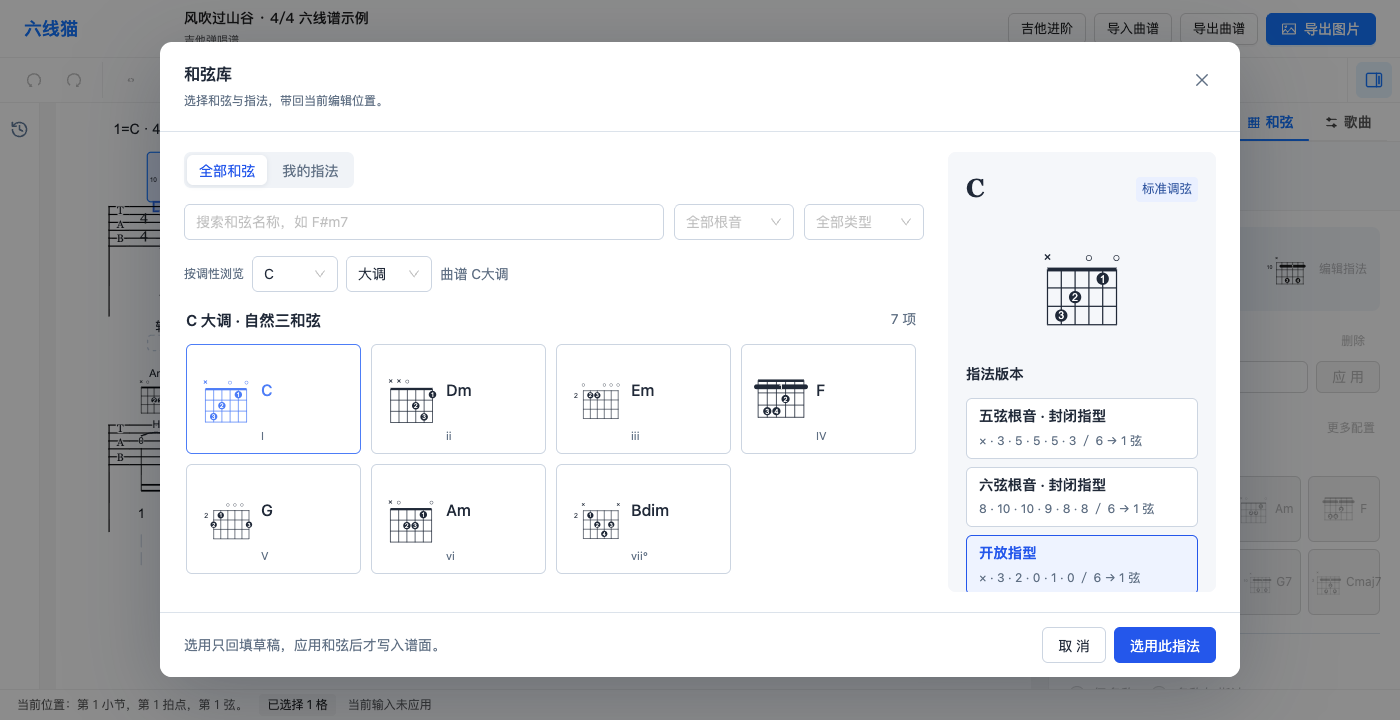 六线猫
风吹过山谷 · 4/4 六线谱示例
吉他弹唱谱
吉他进阶
导入曲谱
导出曲谱
导出图片
和弦库
选择和弦与指法，带回当前编辑位置。
1=C · 4
和弦
歌曲
全部和弦
我的指法
C
标准调弦
搜索和弦名称，如 F#m7
全部根音
全部类型
按调性浏览
C
大调
曲谱 C大调
编辑指法
C 大调 · 自然三和弦
7 项
删除
应 用
C
I
Dm
ii
Em
iii
F
IV
指法版本
五弦根音 · 封闭指型
× · 3 · 5 · 5 · 5 · 3 / 6 → 1 弦
更多配置
六弦根音 · 封闭指型
8 · 10 · 10 · 9 · 8 · 8 / 6 → 1 弦
G
V
Am
vi
Bdim
vii°
开放指型
× · 3 · 2 · 0 · 1 · 0 / 6 → 1 弦
Am
F
G7
Cmaj7
选用只回填草稿，应用和弦后才写入谱面。
取 消
选用此指法
当前位置：第 1 小节，第 1 拍点，第 1 弦。
已选择 1 格
当前输入未应用